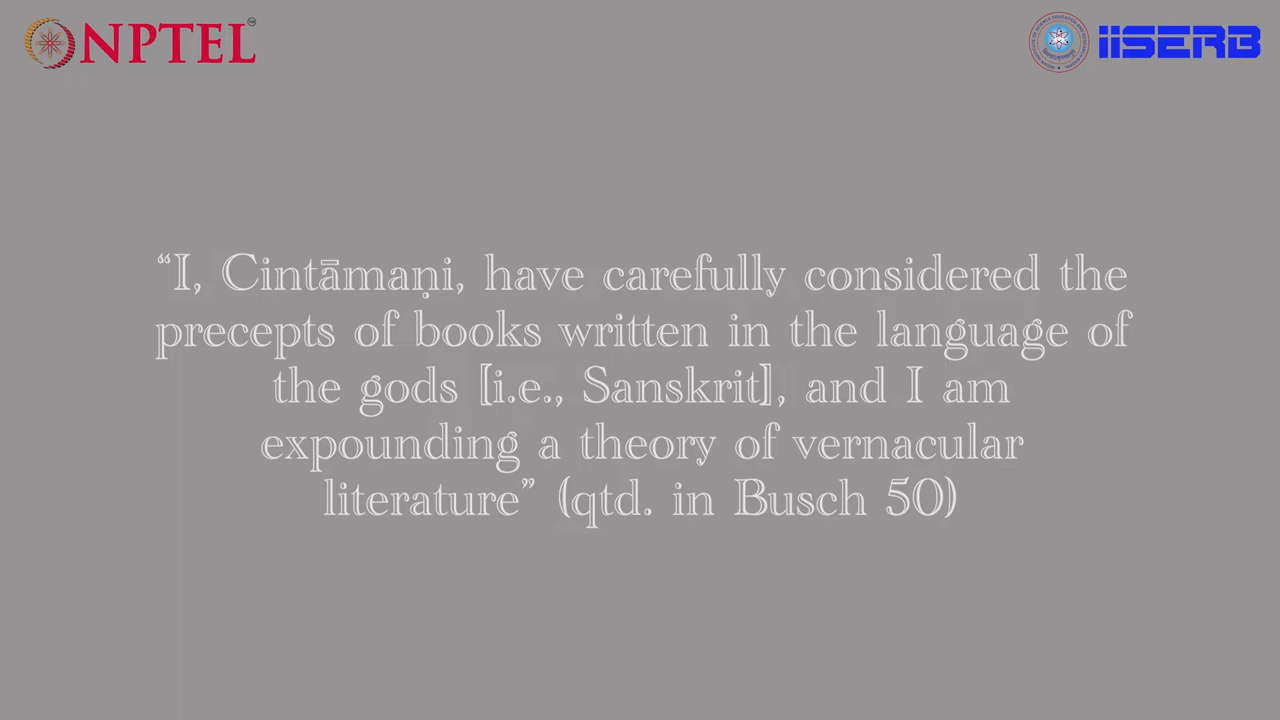 NPTEL
IISERB
“I, Cintāmaṇi, have carefully considered the
precepts of books written in the language of
the gods [i.e., Sanskrit], and I am
expounding a theory of vernacular
literature” (qtd. in Busch 50)